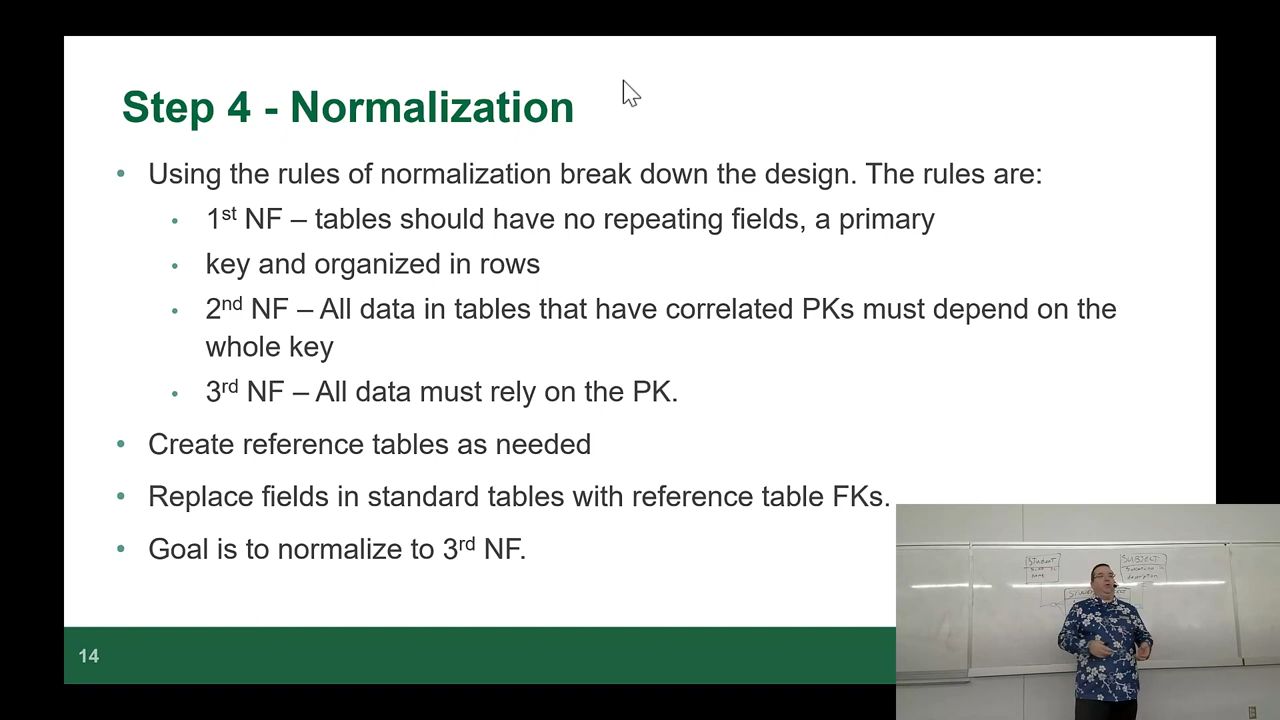 Step 4 - Normalization
• Using the rules of normalization break down the design. The rules are:
• 1st NF – tables should have no repeating fields, a primary
• key and organized in rows
• 2nd NF – All data in tables that have correlated PKs must depend on the
whole key
• 3rd NF – All data must rely on the PK.
• Create reference tables as needed
• Replace fields in standard tables with reference table FKs.
• Goal is to normalize to 3rd NF.
14
STUDENT
SUBJECT